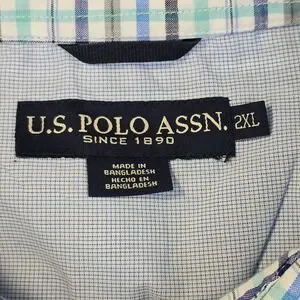 U.S. POLO ASSN.
SINCE 1890
2XL
MADE IN
BANGLADESH
HECHO EN
BANGLADESH